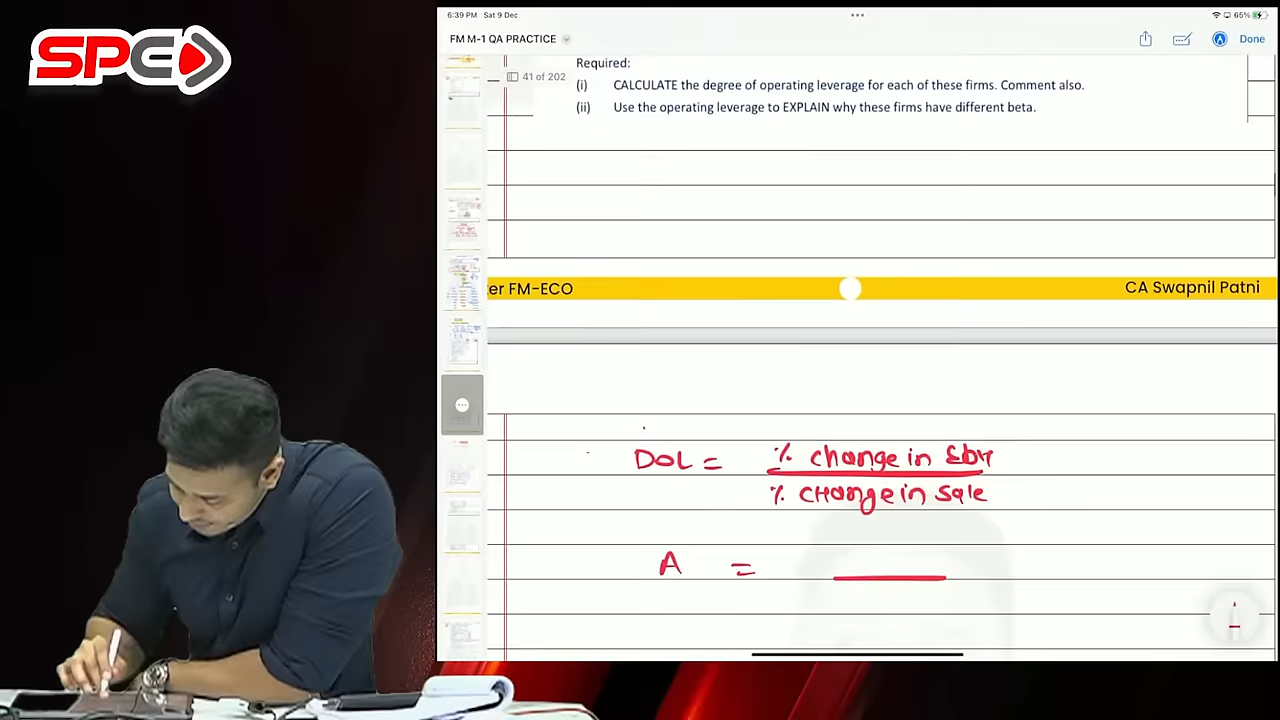 SPC
6:39 PM Sat 9 Dec
65%
FM M-1 QA PRACTICE
Done
41 of 202
Required:
(i) CALCULATE the degree of operating leverage for each of these firms. Comment also.
(ii) Use the operating leverage to EXPLAIN why these firms have different beta.
er FM-ECO
CA Swapnil Patni
DOL = % change in Ebit
% change in Sale
A =